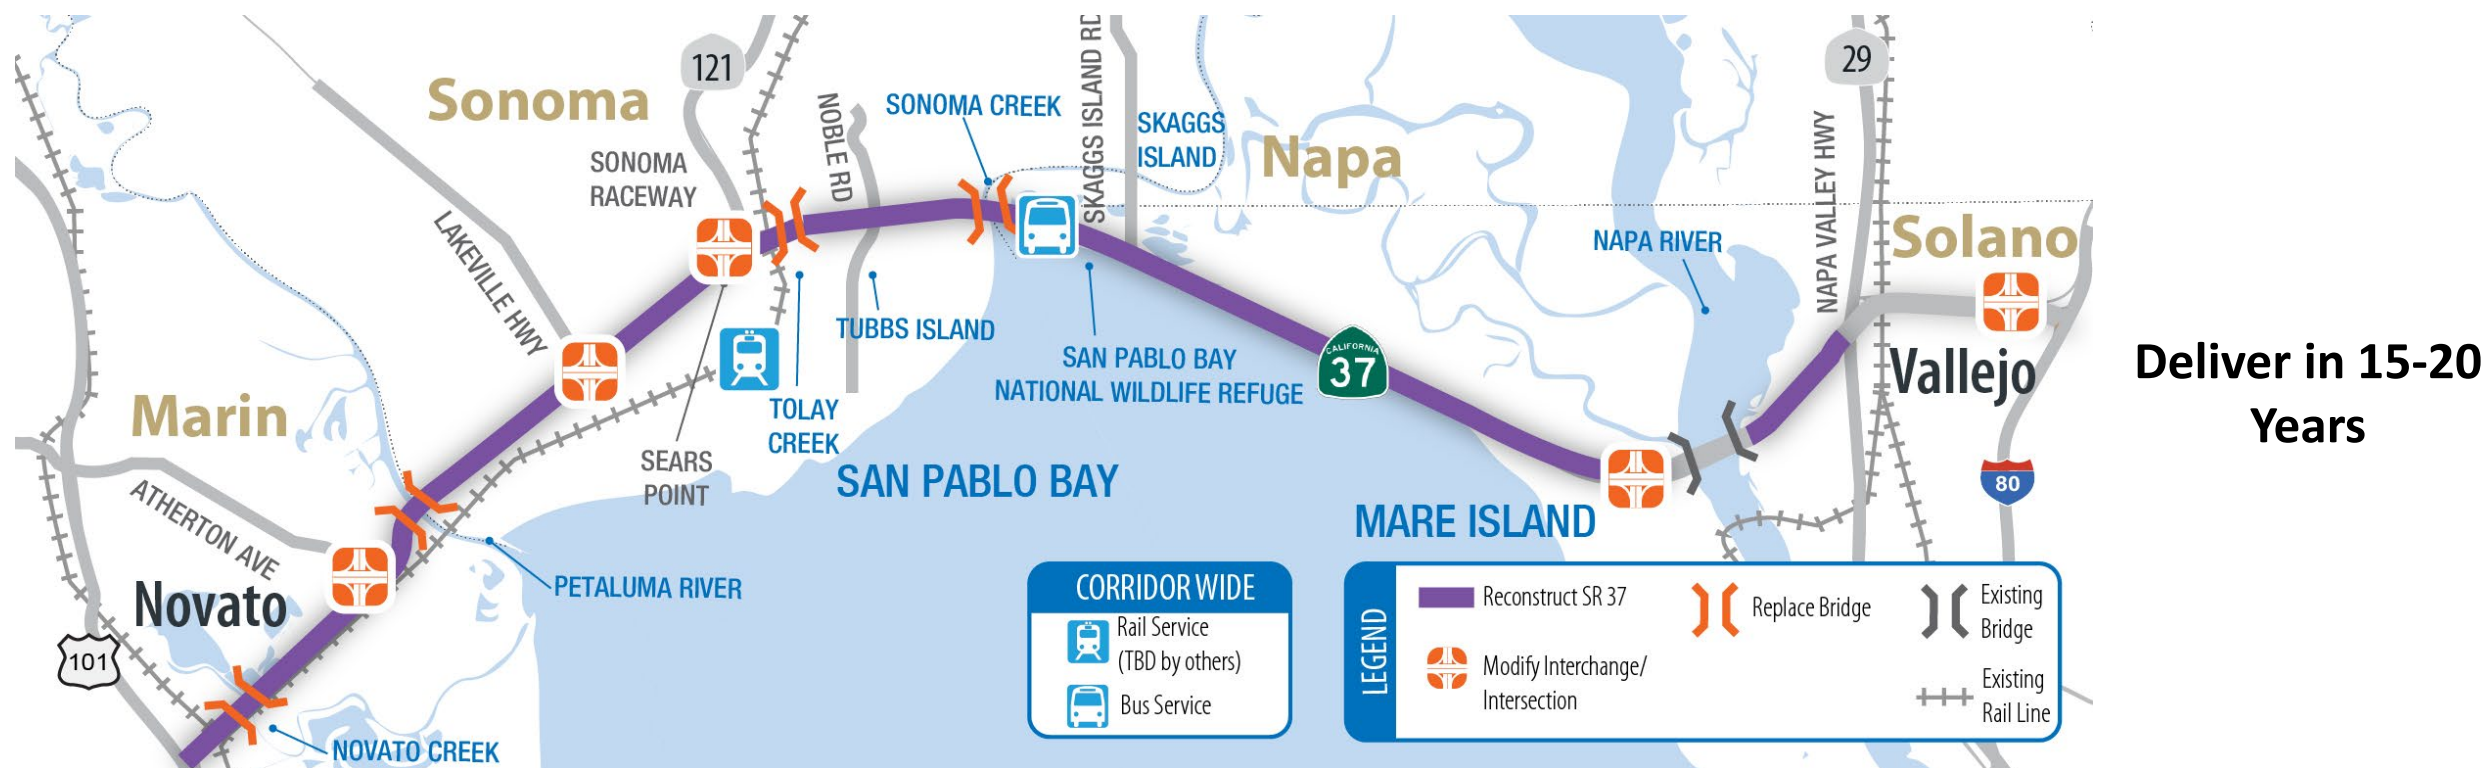 121
29
Sonoma
SONOMA
RACEWAY
NOBLE RD
SONOMA CREEK
SKAGGS ISLAND RD
SKAGGS
ISLAND
Napa
NAPA VALLEY HWY
Solano
LAKEVILLE HWY
NAPA RIVER
TUBBS ISLAND
SAN PABLO BAY
NATIONAL WILDLIFE REFUGE
CALIFORNIA
37
Vallejo
Deliver in 15-20
Years
Marin
TOLAY
CREEK
SEARS
POINT
SAN PABLO BAY
80
ATHERTON AVE
MARE ISLAND
Novato
PETALUMA RIVER
101
NOVATO CREEK
CORRIDOR WIDE
Rail Service
(TBD by others)
Bus Service
LEGEND
Reconstruct SR 37
Modify Interchange/
Intersection
Replace Bridge
Existing
Bridge
Existing
Rail Line